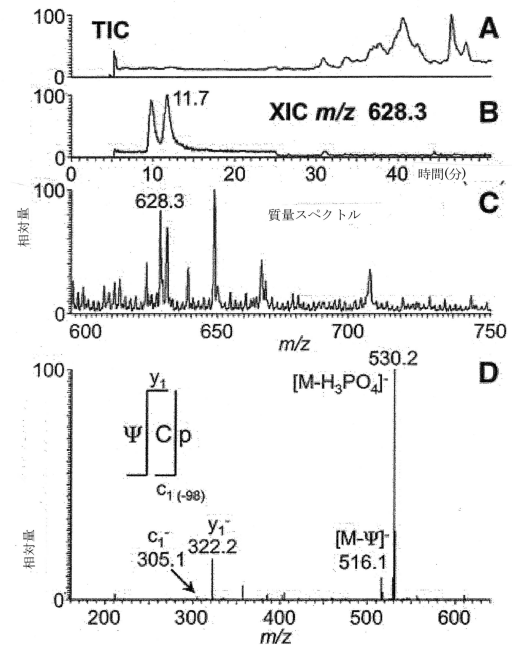 100
TIC
A
0
100
11.7
XIC m/z 628.3
B
0
0
10
20
30
40
時間(分)
100
628.3
質量スペクトル
C
相対量
0
600
650
700
750
m/z
100
530.2
[M-H₃PO₄]⁻
D
y₁
Ψ C p
c₁ (-98)
c₁⁻
305.1
y₁⁻
322.2
[M-Ψ]⁻
516.1
相対量
0
200
300
400
500
600
m/z